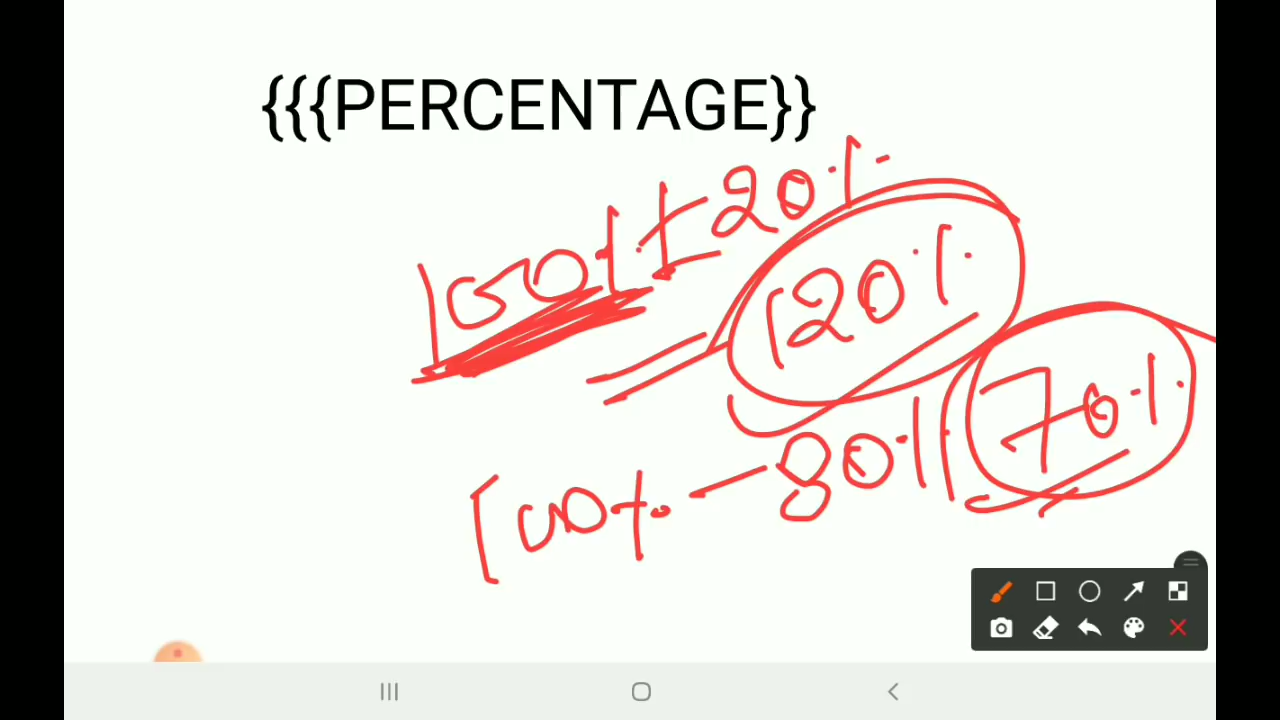 {{{PERCENTAGE}}
100% + 20%
= 120%
100% - 80% 70%